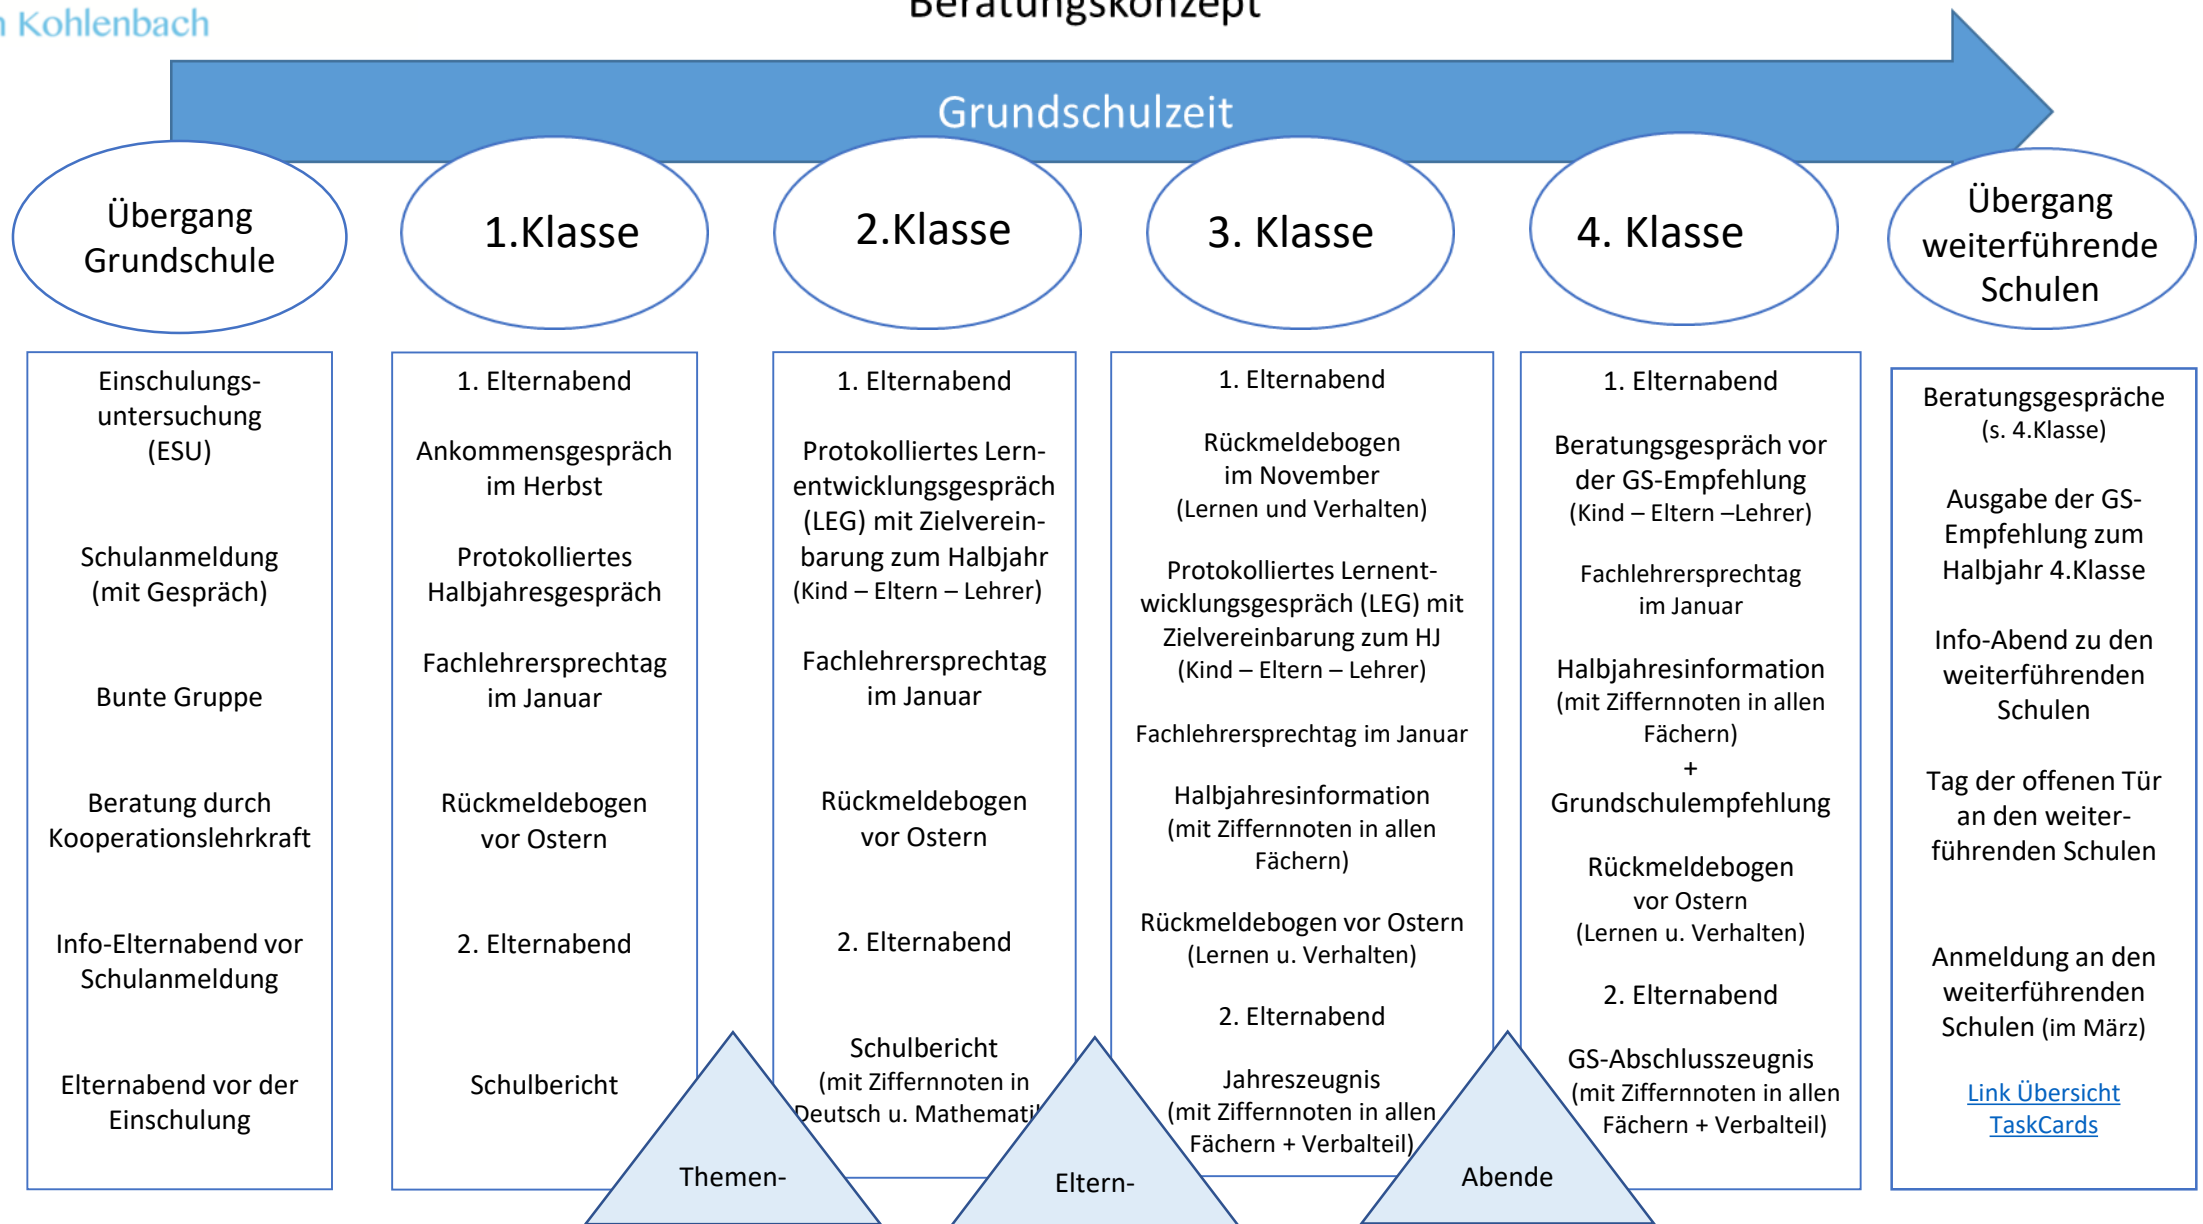 Kohlenbach
Beratungskonzept
Grundschulzeit
Übergang
Grundschule
1.Klasse
2.Klasse
3. Klasse
4. Klasse
Übergang
weiterführende
Schulen
Einschulungs-
untersuchung
(ESU)
Schulanmeldung
(mit Gespräch)
Bunte Gruppe
Beratung durch
Kooperationslehrkraft
Info-Elternabend vor
Schulanmeldung
Elternabend vor der
Einschulung
1. Elternabend
Ankommensgespräch
im Herbst
Protokolliertes
Halbjahresgespräch
Fachlehrersprechtag
im Januar
Rückmeldebogen
vor Ostern
2. Elternabend
Schulbericht
1. Elternabend
Protokolliertes Lern-
entwicklungsgespräch
(LEG) mit Zielverein-
barung zum Halbjahr
(Kind – Eltern – Lehrer)
Fachlehrersprechtag
im Januar
Rückmeldebogen
vor Ostern
2. Elternabend
Schulbericht
(mit Ziffernnoten in
Deutsch u. Mathematik
1. Elternabend
Rückmeldebogen
im November
(Lernen und Verhalten)
Protokolliertes Lernent-
wicklungsgespräch (LEG) mit
Zielvereinbarung zum HJ
(Kind – Eltern – Lehrer)
Fachlehrersprechtag im Januar
Halbjahresinformation
(mit Ziffernnoten in allen
Fächern)
Rückmeldebogen vor Ostern
(Lernen u. Verhalten)
2. Elternabend
Jahreszeugnis
(mit Ziffernnoten in allen
Fächern + Verbalteil)
1. Elternabend
Beratungsgespräch vor
der GS-Empfehlung
(Kind – Eltern –Lehrer)
Fachlehrersprechtag
im Januar
Halbjahresinformation
(mit Ziffernnoten in allen
Fächern)
+
Grundschulempfehlung
Rückmeldebogen
vor Ostern
(Lernen u. Verhalten)
2. Elternabend
GS-Abschlusszeugnis
(mit Ziffernnoten in allen
Fächern + Verbalteil)
Beratungsgespräche
(s. 4.Klasse)
Ausgabe der GS-
Empfehlung zum
Halbjahr 4.Klasse
Info-Abend zu den
weiterführenden
Schulen
Tag der offenen Tür
an den weiter-
führenden Schulen
Anmeldung an den
weiterführenden
Schulen (im März)
Link Übersicht
TaskCards
Themen-
Eltern-
Abende